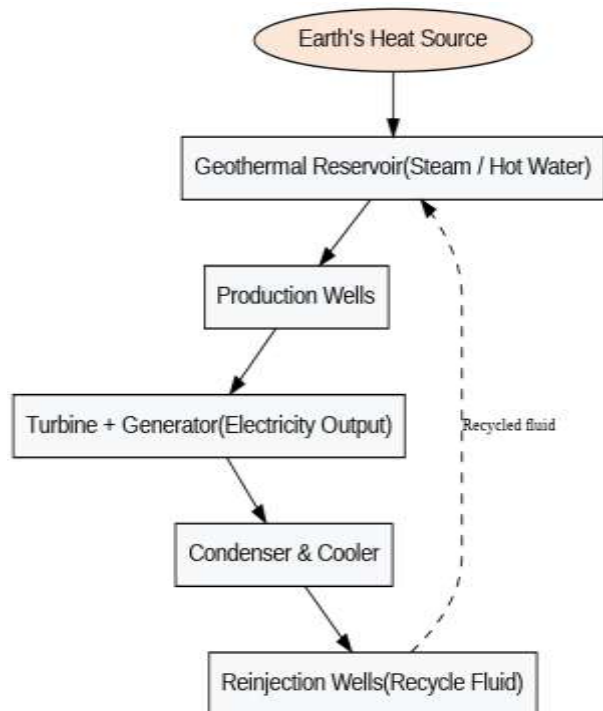 Earth's Heat Source
Geothermal Reservoir(Steam / Hot Water)
Production Wells
Turbine + Generator(Electricity Output)
Recycled fluid
Condenser & Cooler
Reinjection Wells(Recycle Fluid)